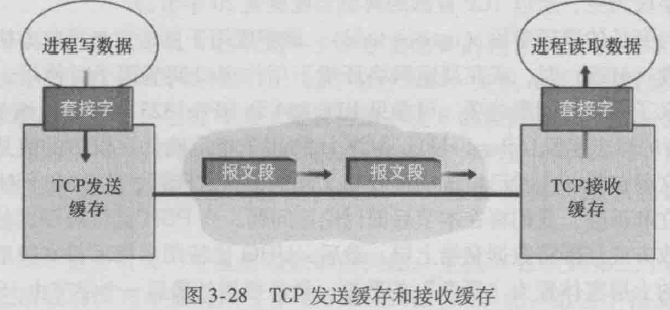 进程写数据
进程读取数据
套接字
套接字
TCP发送
缓存
报文段
报文段
TCP接收
缓存
图 3-28 TCP 发送缓存和接收缓存